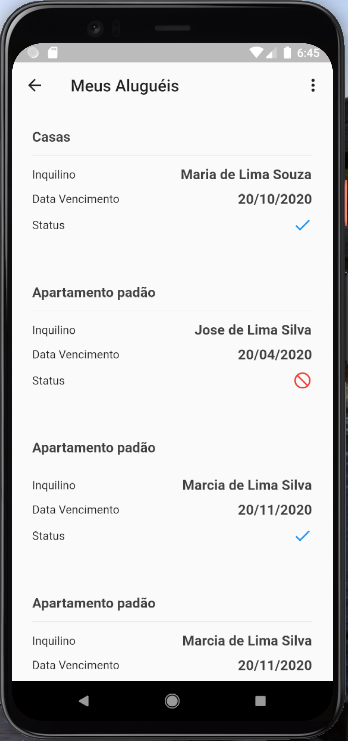 6:45
Meus Aluguéis
Casas
Inquilino Maria de Lima Souza
Data Vencimento 20/10/2020
Status
Apartamento padão
Inquilino Jose de Lima Silva
Data Vencimento 20/04/2020
Status
Apartamento padão
Inquilino Marcia de Lima Silva
Data Vencimento 20/11/2020
Status
Apartamento padão
Inquilino Marcia de Lima Silva
Data Vencimento 20/11/2020